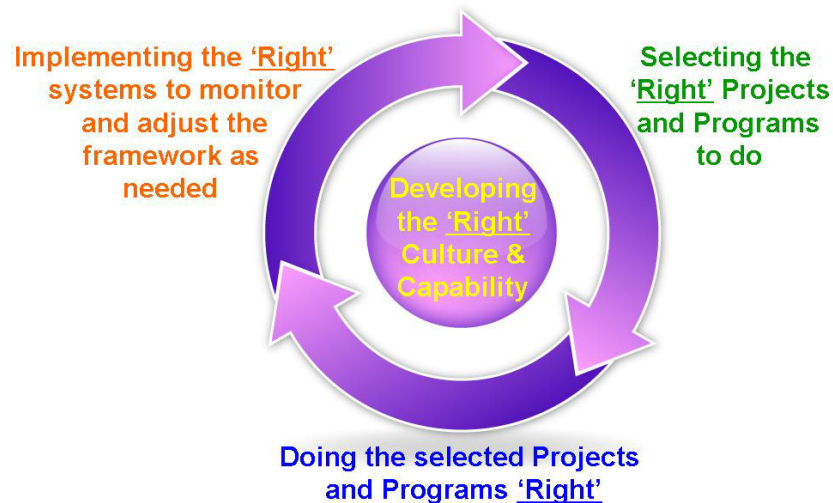 Implementing the ‘Right’
systems to monitor
and adjust the
framework as
needed
Selecting the
‘Right’ Projects
and Programs
to do
Developing
the ‘Right’
Culture &
Capability
Doing the selected Projects
and Programs ‘Right’